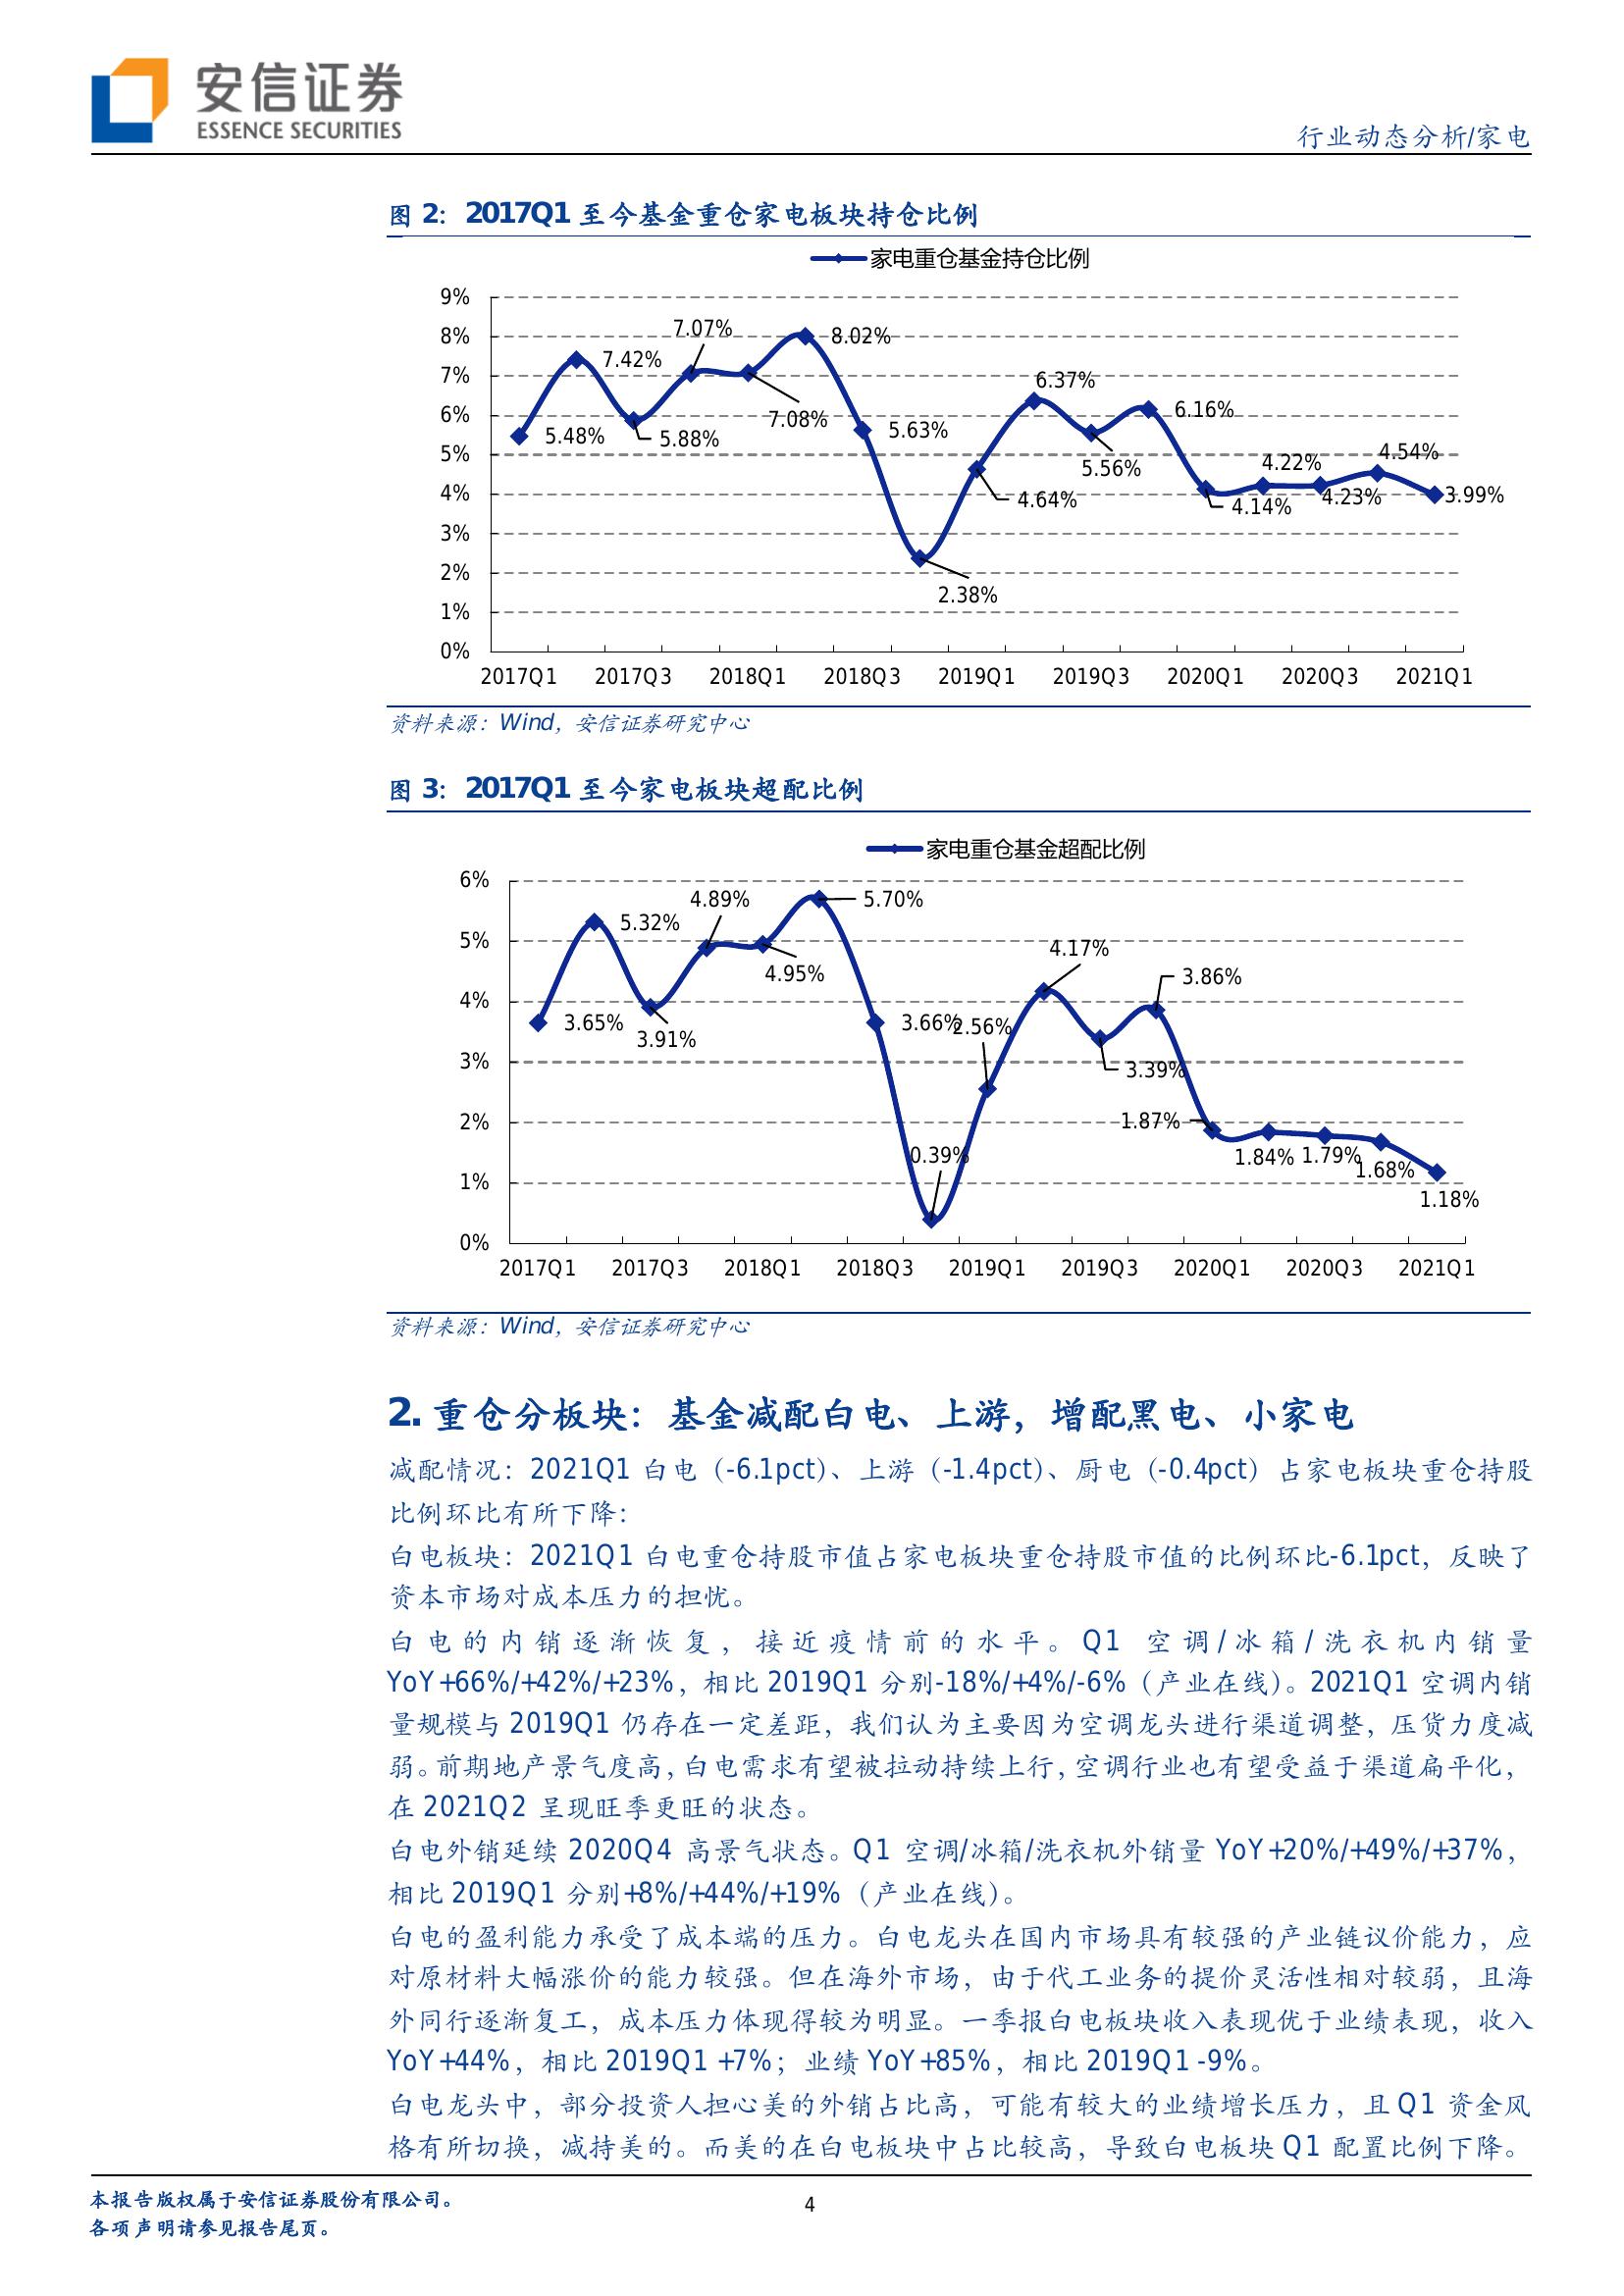 安信证券
ESSENCE SECURITIES
行业动态分析/家电
图 2：2017Q1 至今基金重仓家电板块持仓比例
家电重仓基金持仓比例
9%
8%
7%
6%
5%
4%
3%
2%
1%
0%
5.48%
7.42%
5.88%
7.07%
7.08%
8.02%
5.63%
2.38%
4.64%
6.37%
5.56%
6.16%
4.14%
4.22%
4.23%
4.54%
3.99%
2017Q1 2017Q3 2018Q1 2018Q3 2019Q1 2019Q3 2020Q1 2020Q3 2021Q1
资料来源：Wind，安信证券研究中心
图 3：2017Q1 至今家电板块超配比例
家电重仓基金超配比例
6%
5%
4%
3%
2%
1%
0%
3.65%
5.32%
3.91%
4.89%
4.95%
5.70%
3.66%
0.39%
2.56%
4.17%
3.39%
3.86%
1.87%
1.84%
1.79%
1.68%
1.18%
2017Q1 2017Q3 2018Q1 2018Q3 2019Q1 2019Q3 2020Q1 2020Q3 2021Q1
资料来源：Wind，安信证券研究中心
2. 重仓分板块：基金减配白电、上游，增配黑电、小家电
减配情况：2021Q1 白电（-6.1pct）、上游（-1.4pct）、厨电（-0.4pct）占家电板块重仓持股
比例环比有所下降：
白电板块：2021Q1 白电重仓持股市值占家电板块重仓持股市值的比例环比-6.1pct，反映了
资本市场对成本压力的担忧。
白电的内销逐渐恢复，接近疫情前的水平。Q1 空调/冰箱/洗衣机内销量
YoY+66%/+42%/+23%，相比 2019Q1 分别-18%/+4%/-6%（产业在线）。2021Q1 空调内销
量规模与 2019Q1 仍存在一定差距，我们认为主要因为空调龙头进行渠道调整，压货力度减
弱。前期地产景气度高，白电需求有望被拉动持续上行，空调行业也有望受益于渠道扁平化，
在 2021Q2 呈现旺季更旺的状态。
白电外销延续 2020Q4 高景气状态。Q1 空调/冰箱/洗衣机外销量 YoY+20%/+49%/+37%，
相比 2019Q1 分别+8%/+44%/+19%（产业在线）。
白电的盈利能力承受了成本端的压力。白电龙头在国内市场具有较强的产业链议价能力，应
对原材料大幅涨价的能力较强。但在海外市场，由于代工业务的提价灵活性相对较弱，且海
外同行逐渐复工，成本压力体现得较为明显。一季报白电板块收入表现优于业绩表现，收入
YoY+44%，相比 2019Q1 +7%；业绩 YoY+85%，相比 2019Q1 -9%。
白电龙头中，部分投资人担心美的外销占比高，可能有较大的业绩增长压力，且 Q1 资金风
格有所切换，减持美的。而美的在白电板块中占比较高，导致白电板块 Q1 配置比例下降。
本报告版权属于安信证券股份有限公司。
4
各项声明请参见报告尾页。